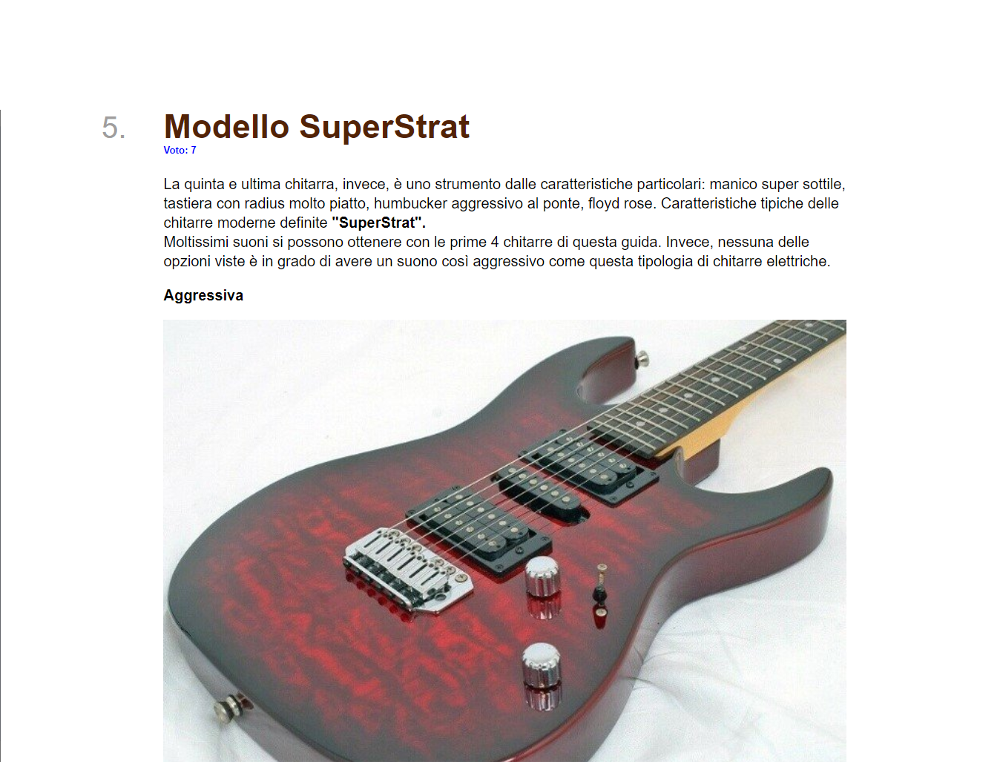 5. Modello SuperStrat
Voto: 7
La quinta e ultima chitarra, invece, è uno strumento dalle caratteristiche particolari: manico super sottile,
tastiera con radius molto piatto, humbucker aggressivo al ponte, floyd rose. Caratteristiche tipiche delle
chitarre moderne definite "SuperStrat".
Moltissimi suoni si possono ottenere con le prime 4 chitarre di questa guida. Invece, nessuna delle
opzioni viste è in grado di avere un suono così aggressivo come questa tipologia di chitarre elettriche.
Aggressiva